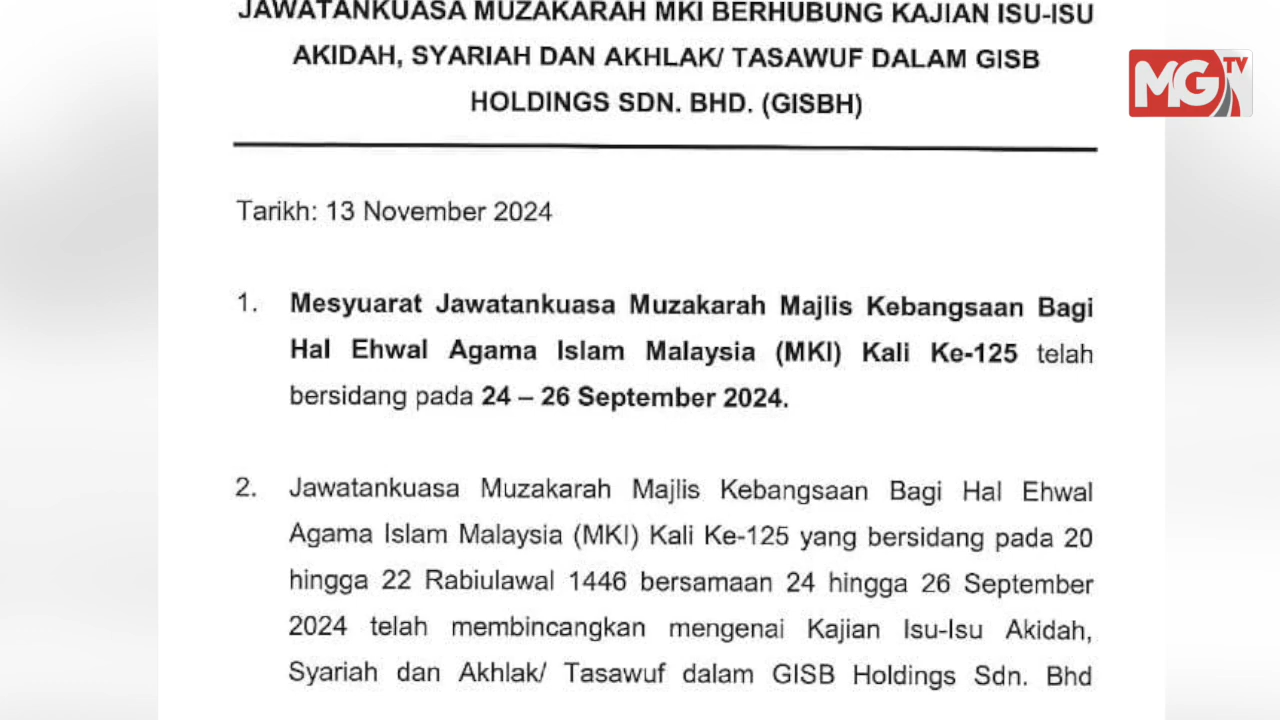 JAWATANKUASA MUZAKARAH MKI BERHUBUNG KAJIAN ISU-ISU
AKIDAH, SYARIAH DAN AKHLAK/ TASAWUF DALAM GISB
HOLDINGS SDN. BHD. (GISBH)
MGTV
Tarikh: 13 November 2024
1. Mesyuarat Jawatankuasa Muzakarah Majlis Kebangsaan Bagi
Hal Ehwal Agama Islam Malaysia (MKI) Kali Ke-125 telah
bersidang pada 24 – 26 September 2024.
2. Jawatankuasa Muzakarah Majlis Kebangsaan Bagi Hal Ehwal
Agama Islam Malaysia (MKI) Kali Ke-125 yang bersidang pada 20
hingga 22 Rabiulawal 1446 bersamaan 24 hingga 26 September
2024 telah membincangkan mengenai Kajian Isu-Isu Akidah,
Syariah dan Akhlak/ Tasawuf dalam GISB Holdings Sdn. Bhd